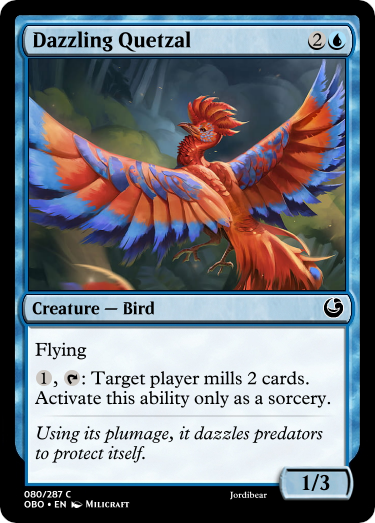 Dazzling Quetzal 2
Creature — Bird
Flying
1, : Target player mills 2 cards.
Activate this ability only as a sorcery.
Using its plumage, it dazzles predators
to protect itself.
1/3
080/287 C
Jordibear
OBO • EN Milicraft